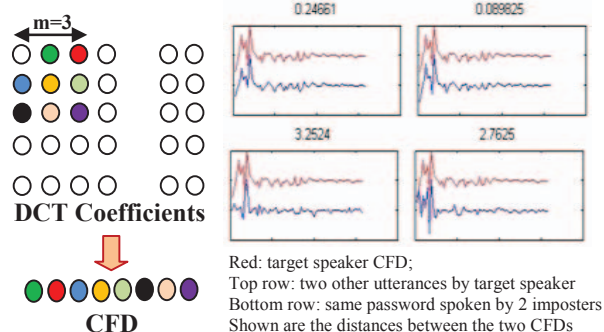 m=3
DCT Coefficients
CFD
0.24661
0.089825
3.2524
2.7625
Red: target speaker CFD;
Top row: two other utterances by target speaker
Bottom row: same password spoken by 2 imposters
Shown are the distances between the two CFDs